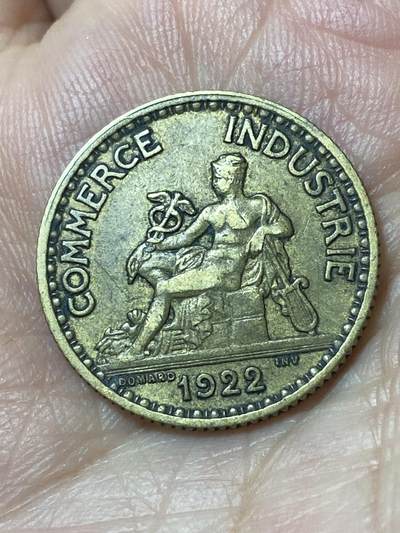 COMMERCE INDUSTRIE
DOMARD INV
1922